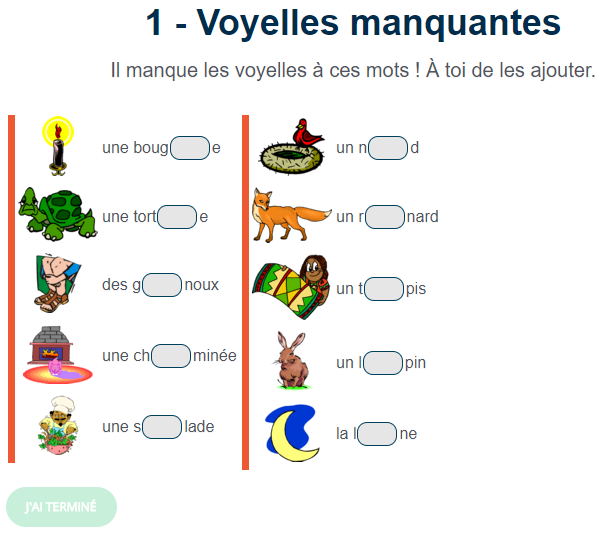 1 - Voyelles manquantes
Il manque les voyelles à ces mots ! À toi de les ajouter.
une boug e
une tort e
des g noux
une ch minée
une s lade
un n d
un r nard
un t pis
un l pin
la l ne
J'AI TERMINÉ